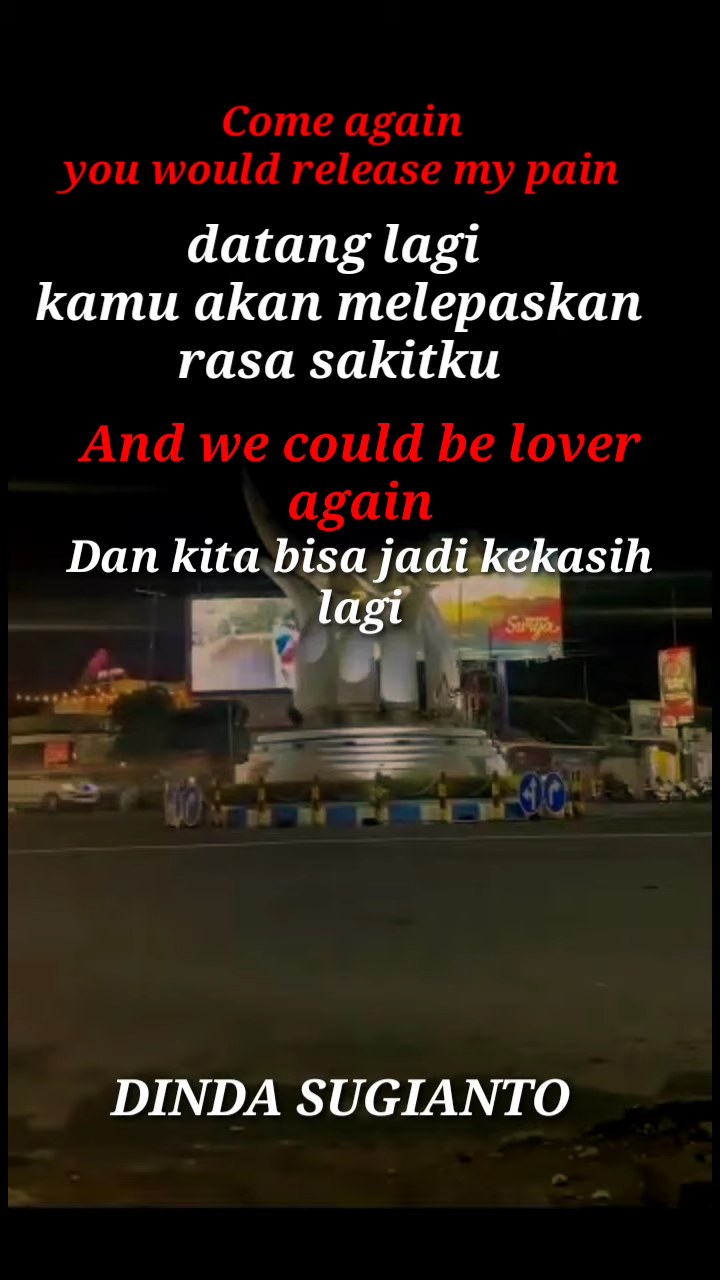 Come again
you would release my pain
datang lagi
kamu akan melepaskan
rasa sakitku
And we could be lover
again
Dan kita bisa jadi kekasih
lagi
Surya
DINDA SUGIANTO